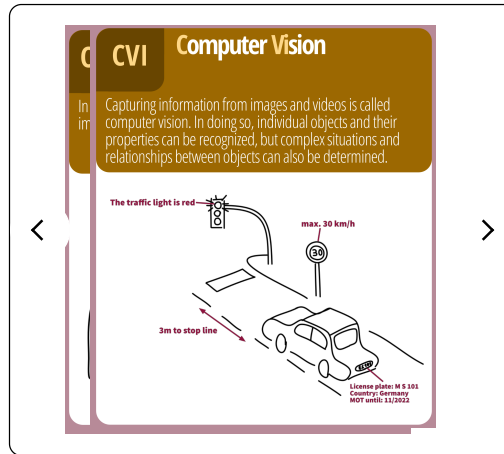 C
CVI
Computer Vision
In
im
Capturing information from images and videos is called
computer vision. In doing so, individual objects and their
properties can be recognized, but complex situations and
relationships between objects can also be determined.
The traffic light is red
max. 30 km/h
30
3m to stop line
License plate: M S 101
Country: Germany
MOT until: 11/2022